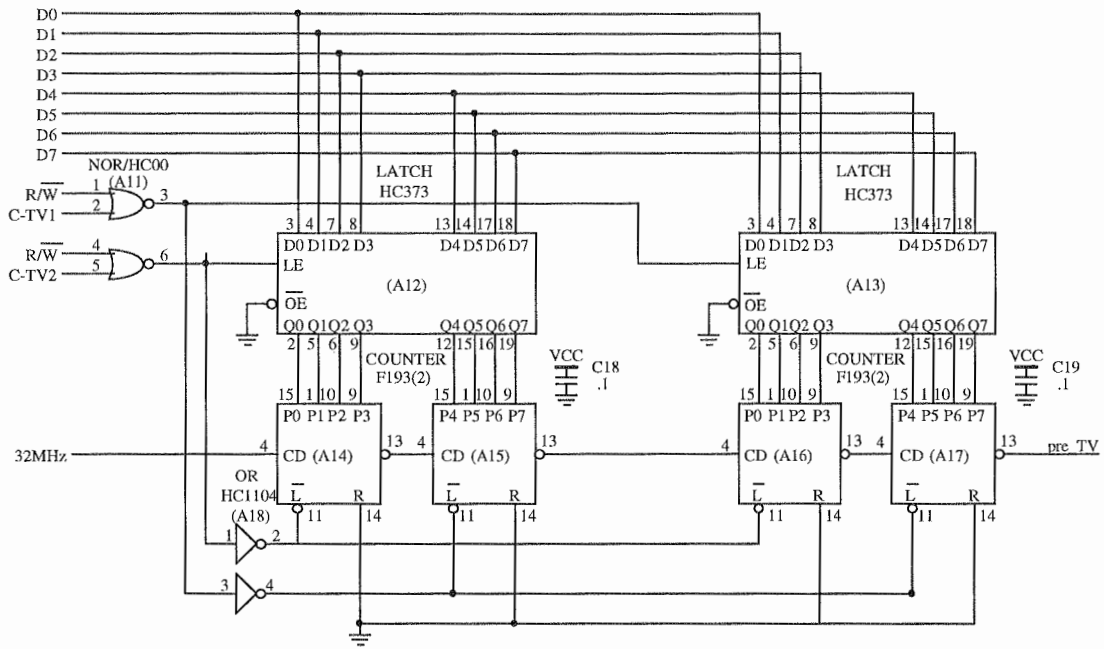 D0
D1
D2
D3
D4
D5
D6
D7
NOR/HC00
(A11)
R/W̅ 1
C-TV1 2
3
R/W̅ 4
C-TV2 5
6
LATCH
HC373
3 4 7 8 13 14 17 18
D0 D1 D2 D3 D4 D5 D6 D7
LE
(A12)
O̅E̅
Q0 Q1 Q2 Q3 Q4 Q5 Q6 Q7
2 5 6 9 12 15 16 19
LATCH
HC373
3 4 7 8 13 14 17 18
D0 D1 D2 D3 D4 D5 D6 D7
LE
(A13)
O̅E̅
Q0 Q1 Q2 Q3 Q4 Q5 Q6 Q7
2 5 6 9 12 15 16 19
COUNTER
F193(2)
VCC
C18
.1
COUNTER
F193(2)
VCC
C19
.1
15 1 10 9 15 1 10 9
P0 P1 P2 P3 P4 P5 P6 P7
15 1 10 9 15 1 10 9
P0 P1 P2 P3 P4 P5 P6 P7
32MHz 4 CD (A14) 13 4 CD (A15) 13 4 CD (A16) 13 4 CD (A17) 13 pre_TV
L̅ R L̅ R L̅ R L̅ R
11 14 11 14 11 14 11 14
OR
HC1104
(A18)
1 2
3 4